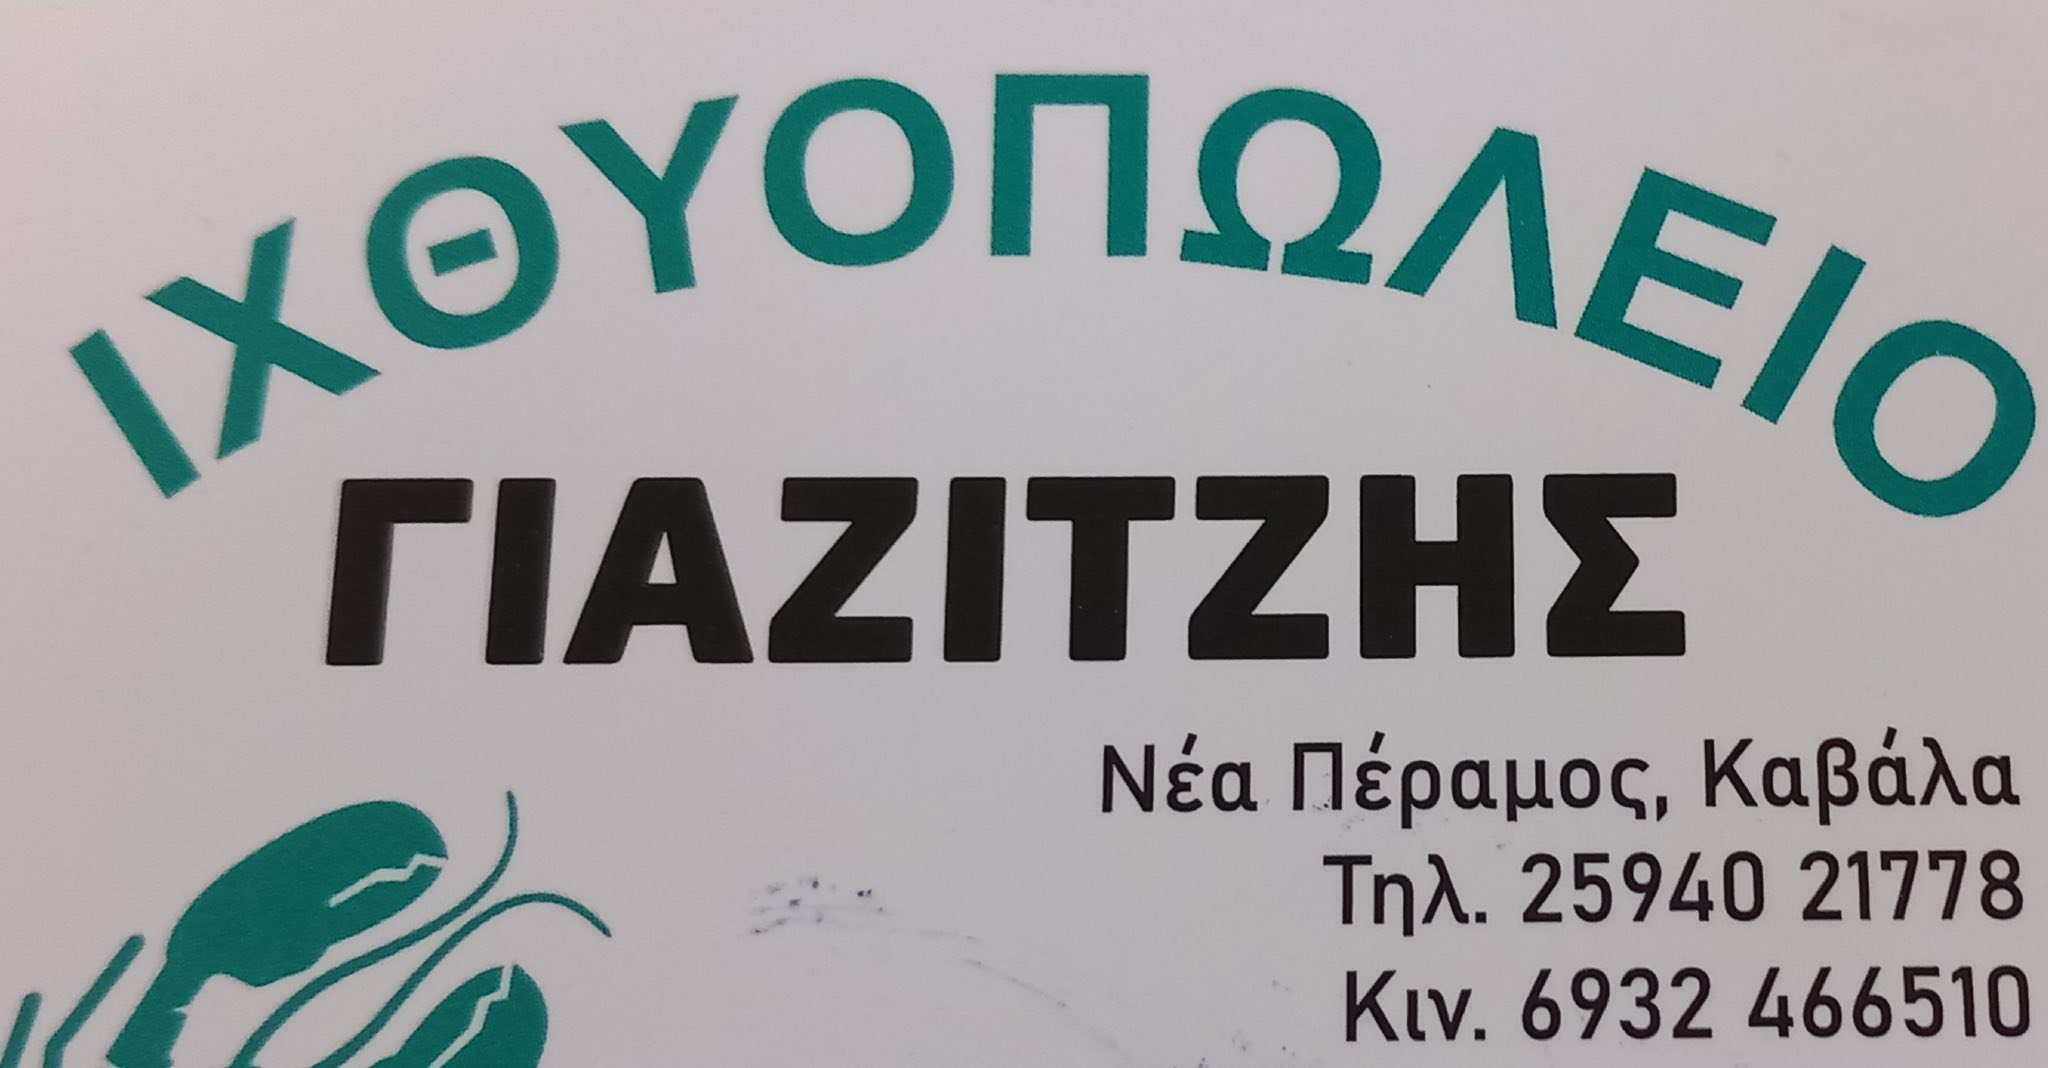 ΙΧΘΥΟΠΩΛΕΙΟ
ΓΙΑΖΙΤΖΗΣ
Νέα Πέραμος, Καβάλα
Τηλ. 25940 21778
Κιν. 6932 466510